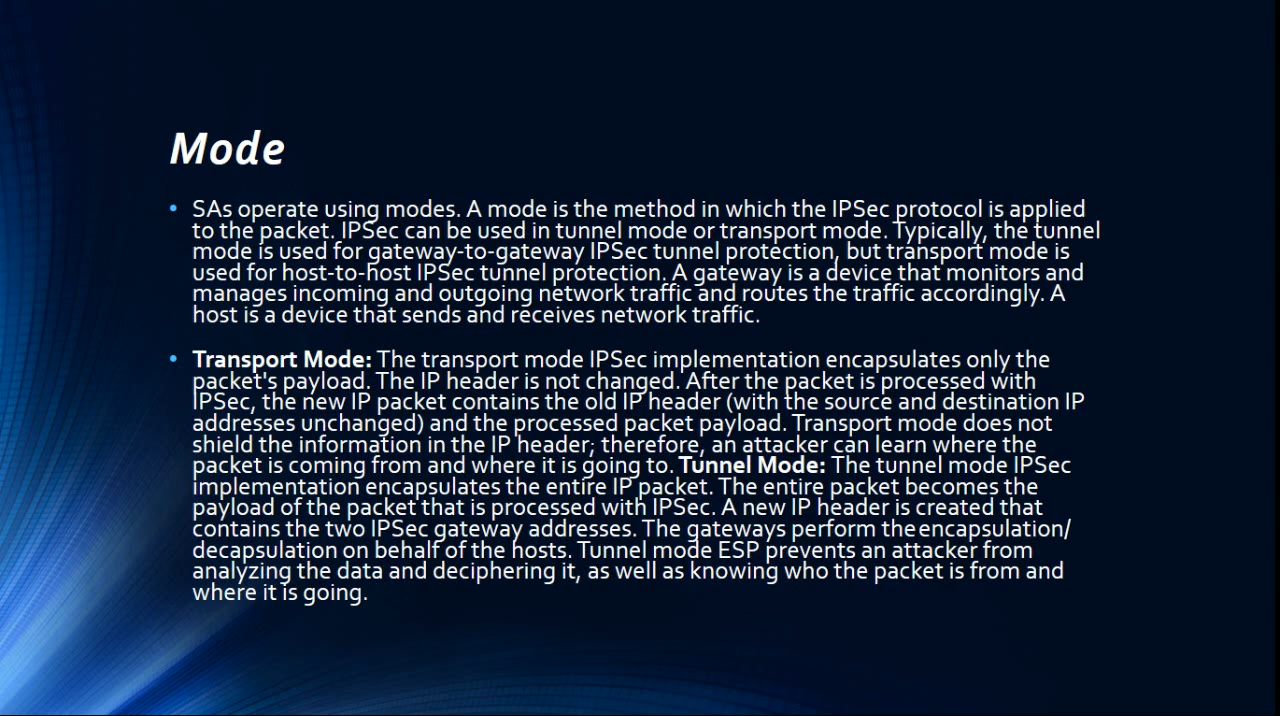 Mode
• SAs operate using modes. A mode is the method in which the IPSec protocol is applied
to the packet. IPSec can be used in tunnel mode or transport mode. Typically, the tunnel
mode is used for gateway-to-gateway IPSec tunnel protection, but transport mode is
used for host-to-host IPSec tunnel protection. A gateway is a device that monitors and
manages incoming and outgoing network traffic and routes the traffic accordingly. A
host is a device that sends and receives network traffic.
• Transport Mode: The transport mode IPSec implementation encapsulates only the
packet's payload. The IP header is not changed. After the packet is processed with
IPSec, the new IP packet contains the old IP header (with the source and destination IP
addresses unchanged) and the processed packet payload. Transport mode does not
shield the information in the IP header; therefore, an attacker can learn where the
packet is coming from and where it is going to. Tunnel Mode: The tunnel mode IPSec
implementation encapsulates the entire IP packet. The entire packet becomes the
payload of the packet that is processed with IPSec. A new IP header is created that
contains the two IPSec gateway addresses. The gateways perform the encapsulation/
decapsulation on behalf of the hosts. Tunnel mode ESP prevents an attacker from
analyzing the data and deciphering it, as well as knowing who the packet is from and
where it is going.